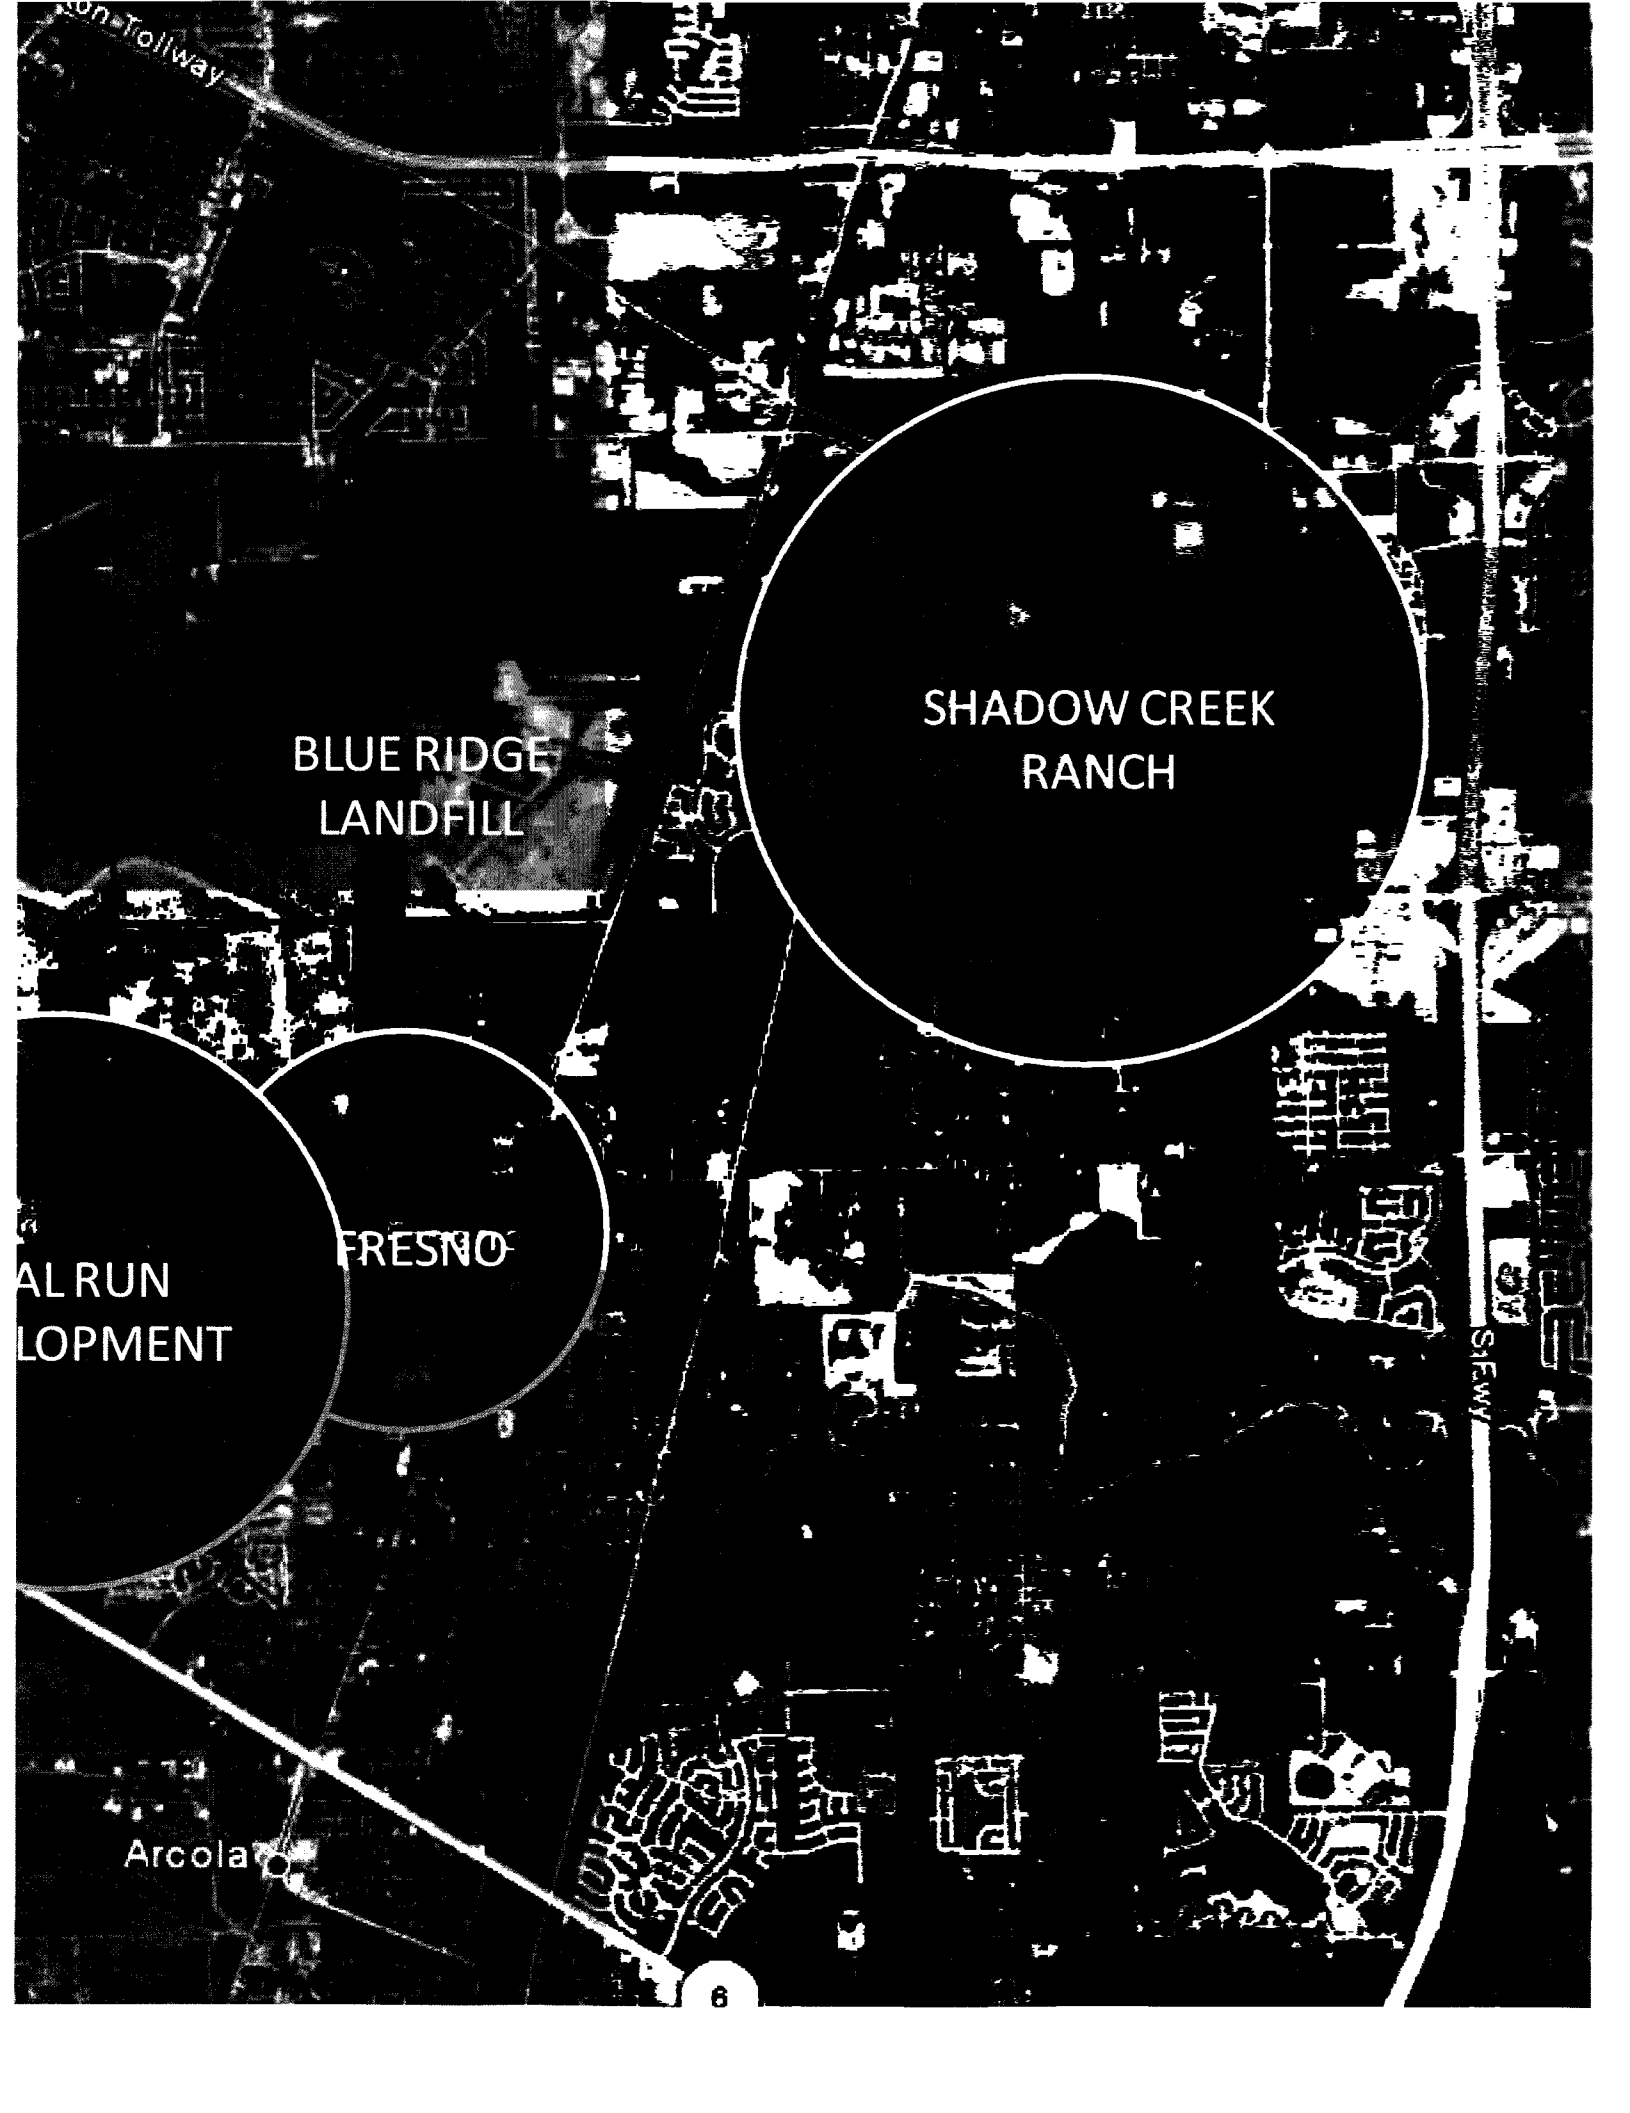 Tollway
SHADOW CREEK
RANCH
BLUE RIDGE
LANDFILL
FRESNO
AL RUN
LOPMENT
S Fwy
Arcola
6